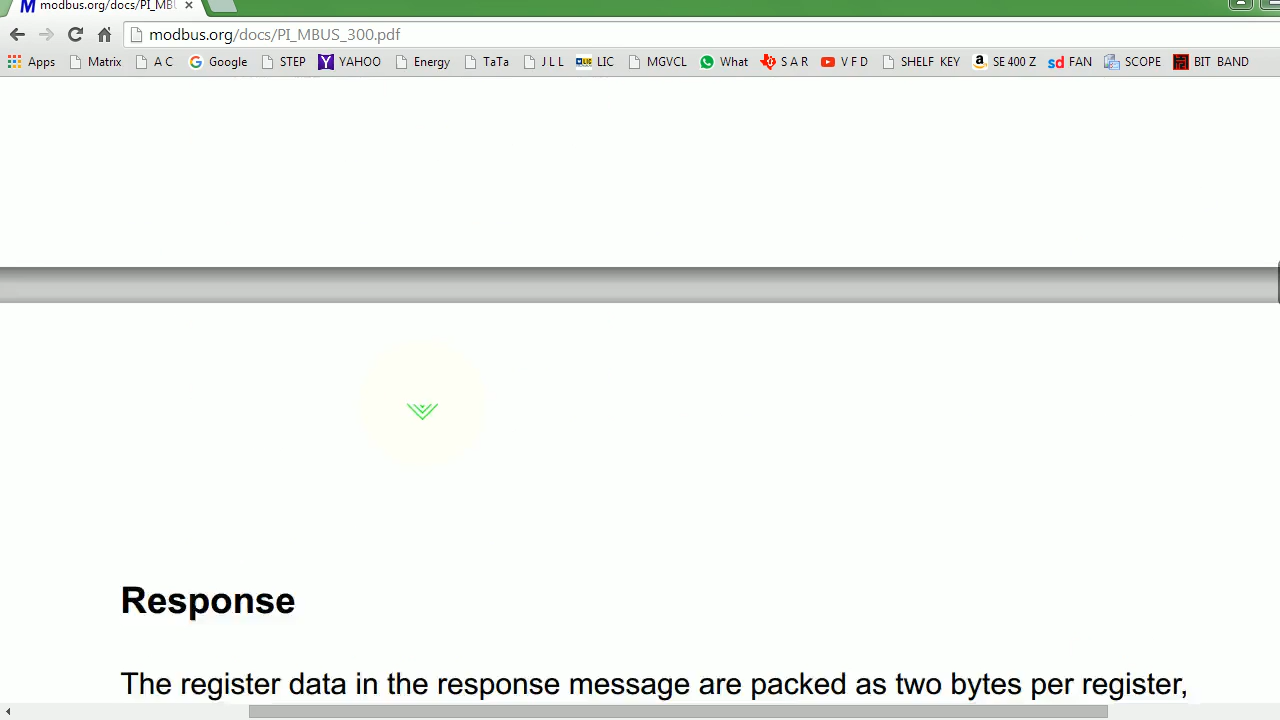 modbus.org/docs/PI_MBU
modbus.org/docs/PI_MBUS_300.pdf
Apps Matrix A C Google STEP YAHOO Energy TaTa J L L LIC MGVCL What S A R V F D SHELF KEY SE 400 Z FAN SCOPE BIT BAND
Response
The register data in the response message are packed as two bytes per register,